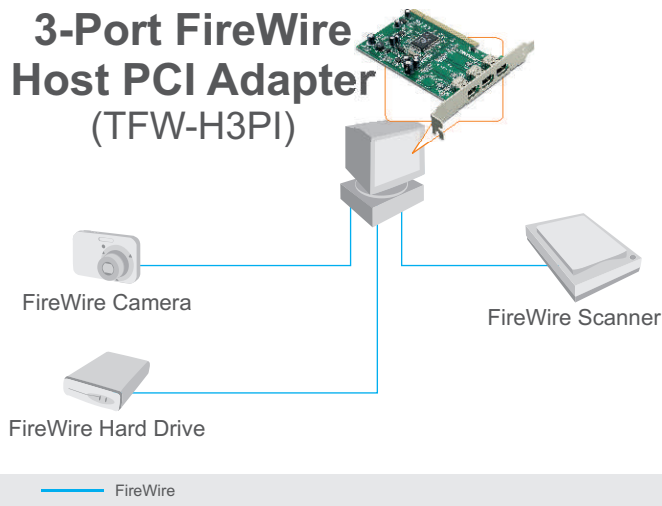 3-Port FireWire
Host PCI Adapter
(TFW-H3PI)
FireWire Camera
FireWire Scanner
FireWire Hard Drive
FireWire